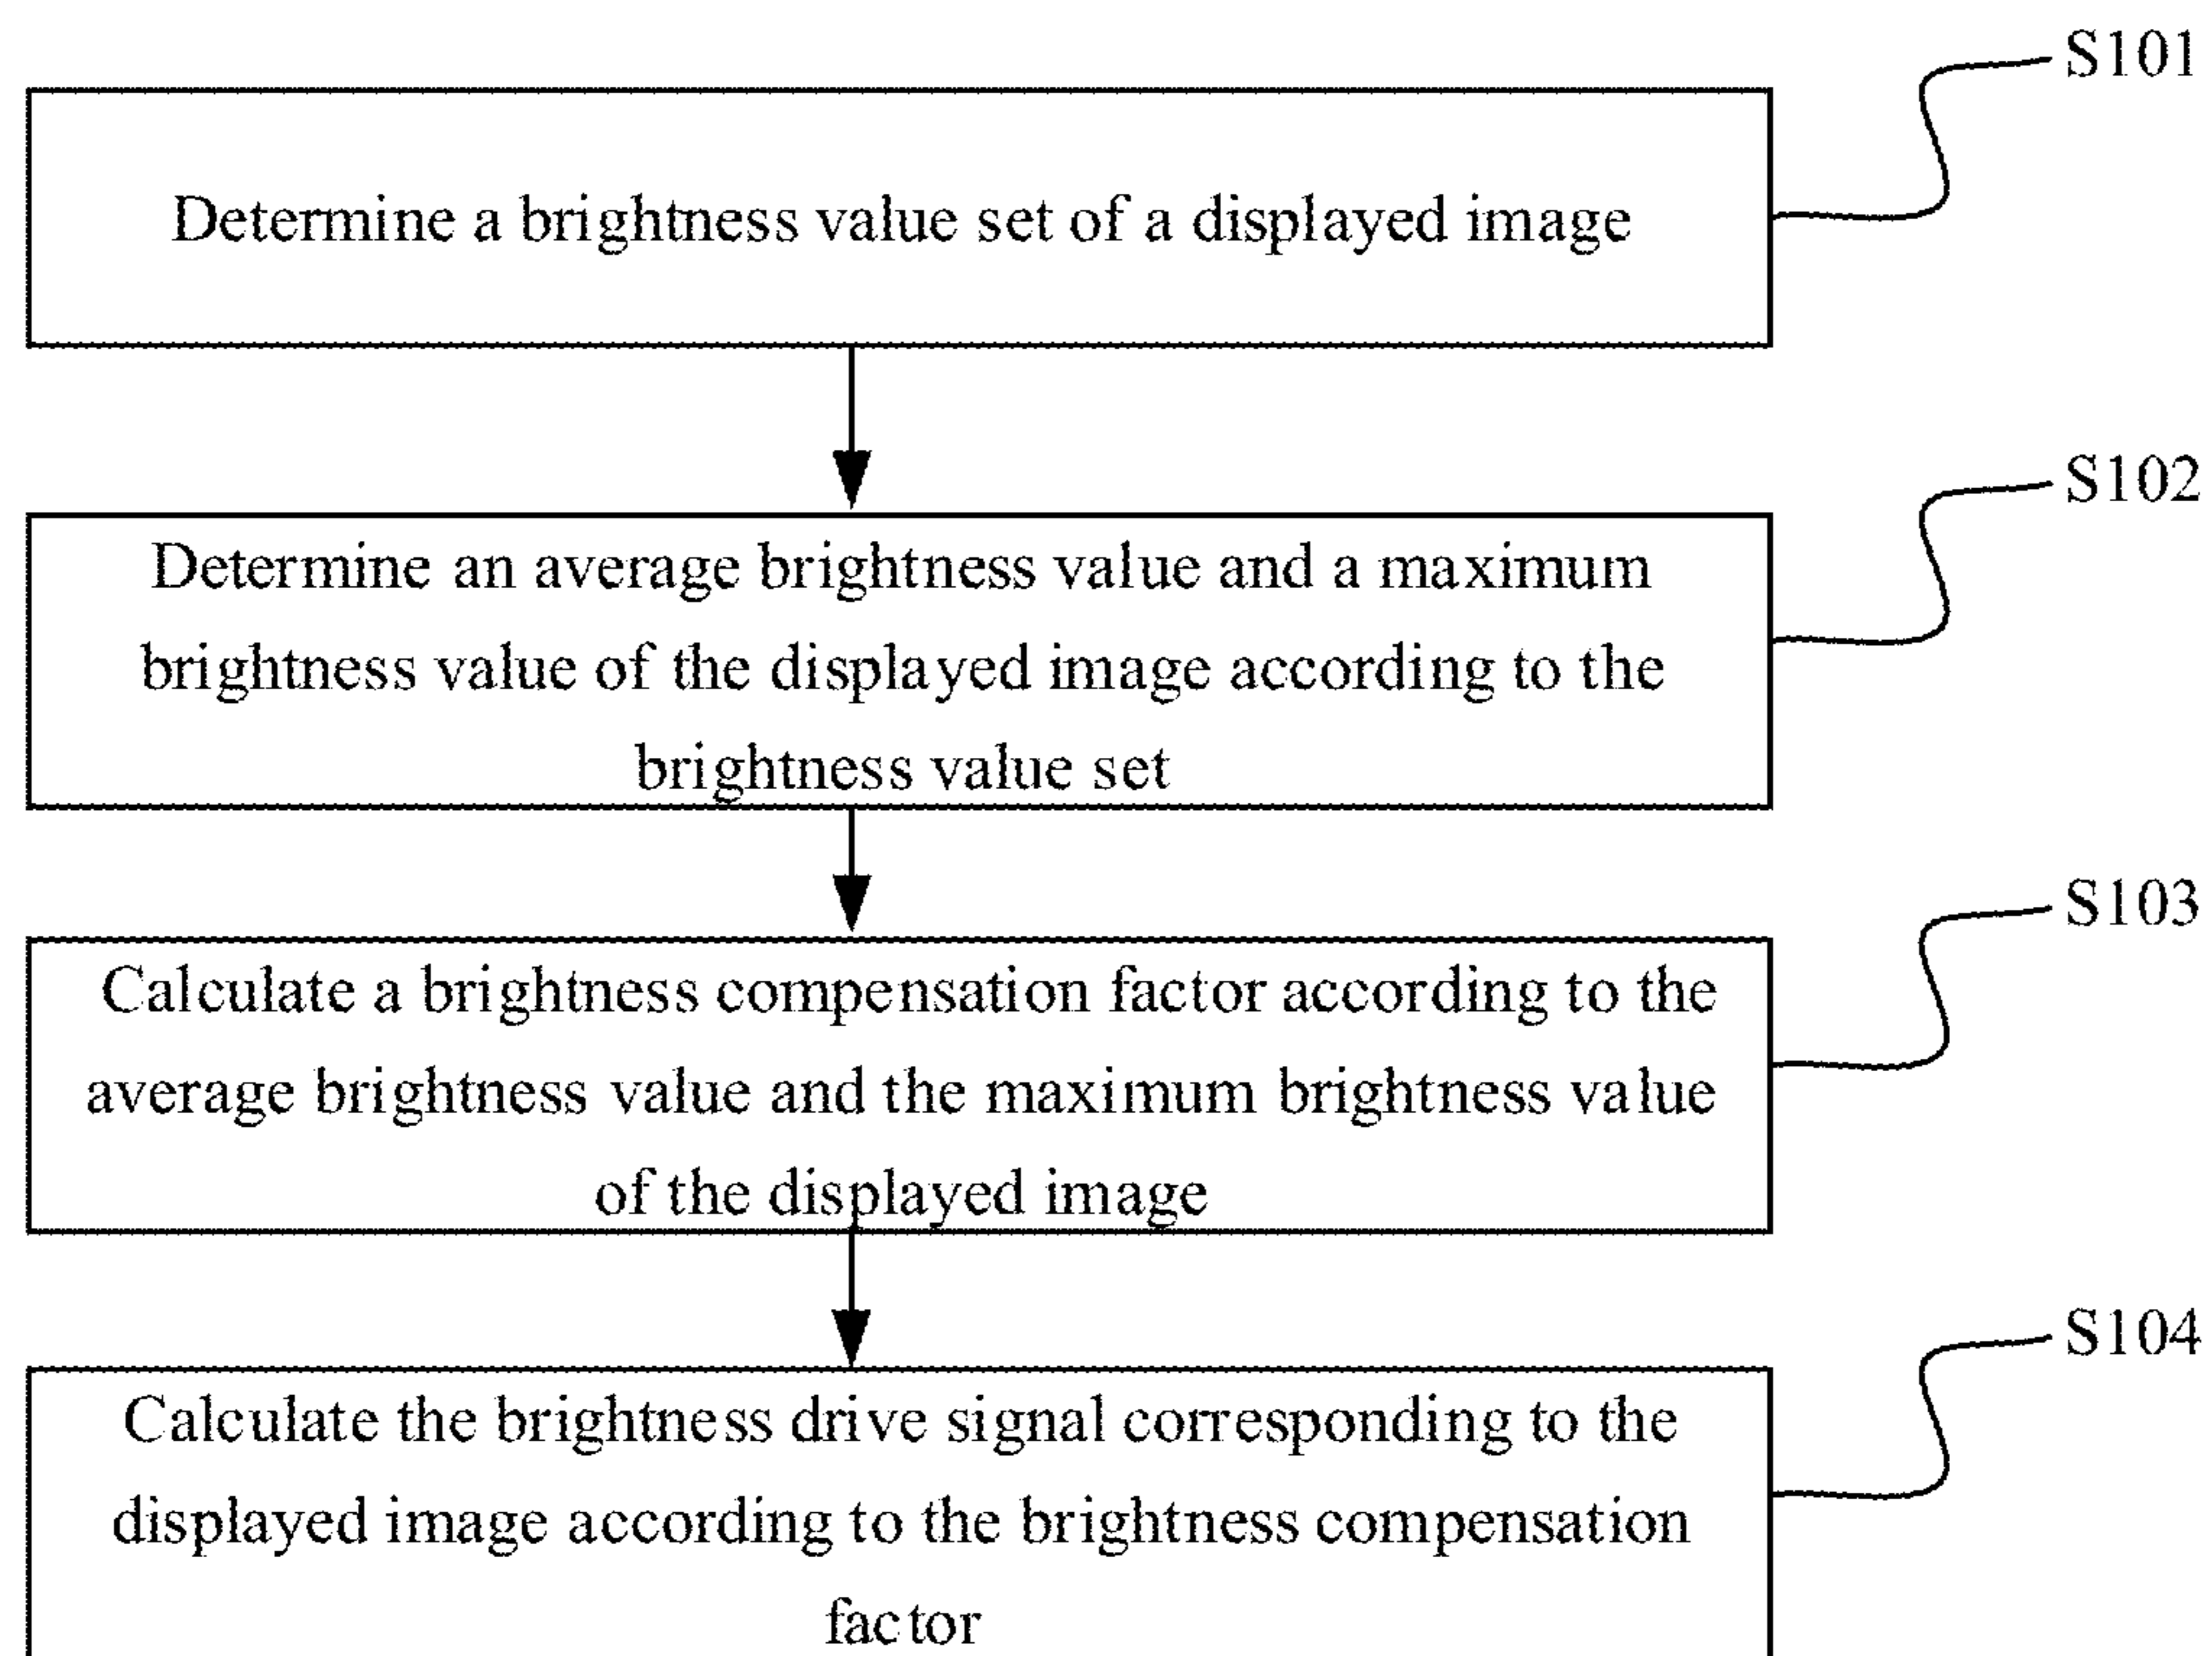 S101
Determine a brightness value set of a displayed image
S102
Determine an average brightness value and a maximum
brightness value of the displayed image according to the
brightness value set
S103
Calculate a brightness compensation factor according to the
average brightness value and the maximum brightness value
of the displayed image
S104
Calculate the brightness drive signal corresponding to the
displayed image according to the brightness compensation
factor